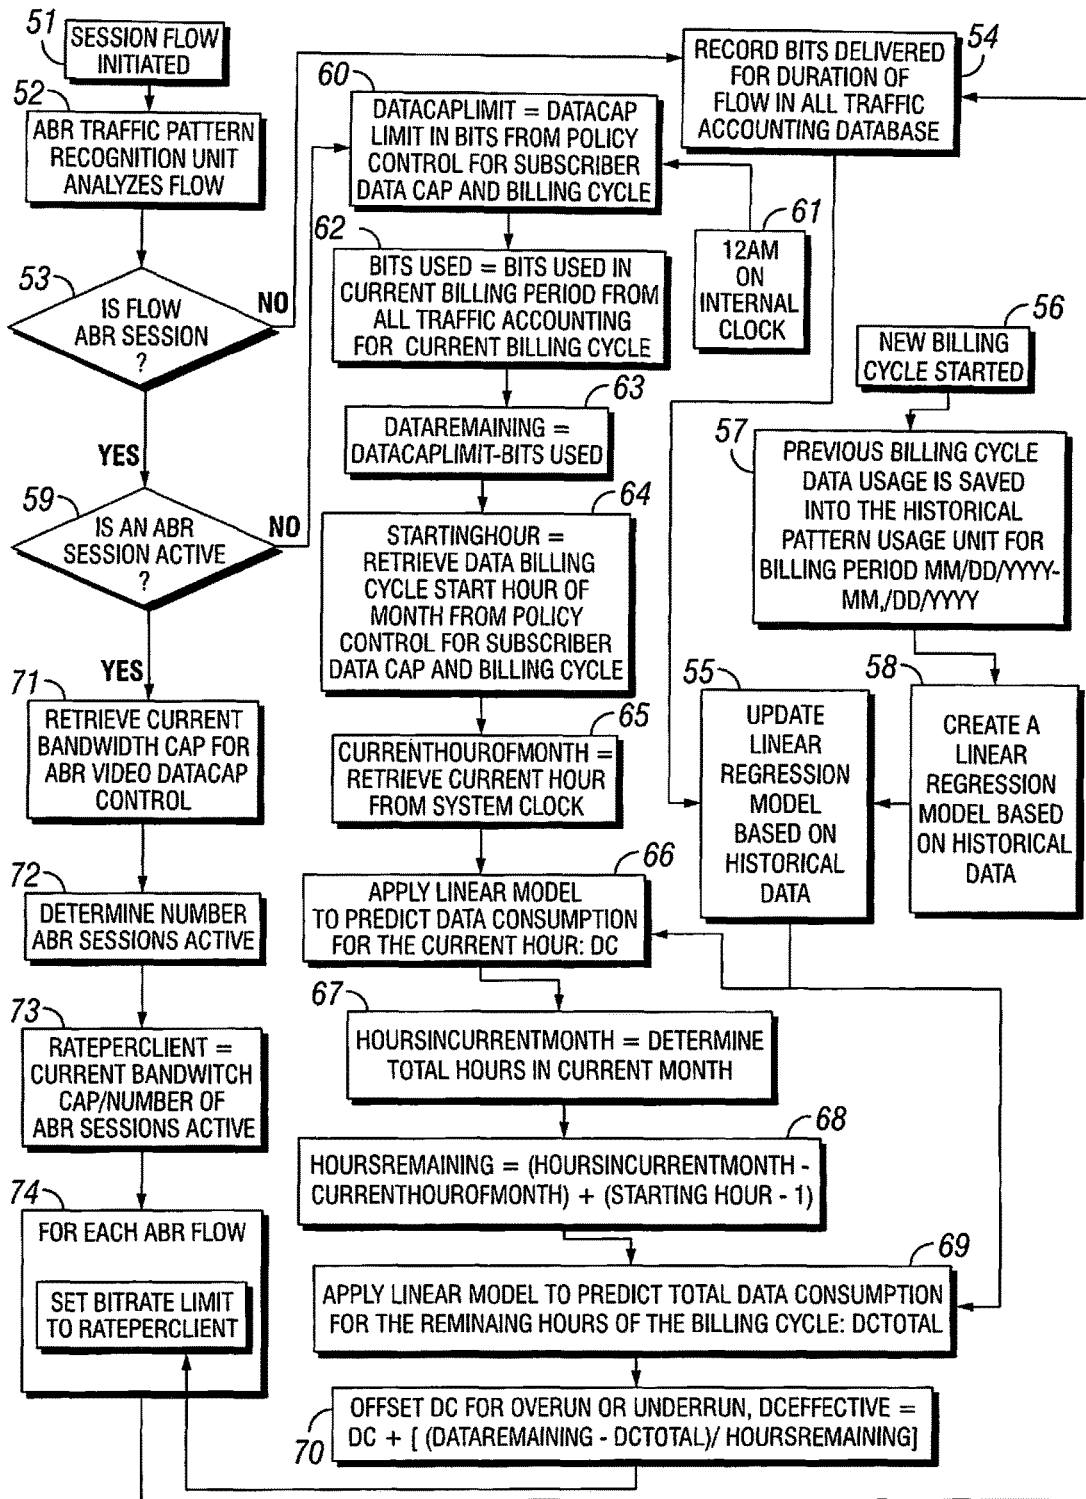 51
SESSION FLOW
INITIATED
52
ABR TRAFFIC PATTERN
RECOGNITION UNIT
ANALYZES FLOW
53
IS FLOW
ABR SESSION
?
NO
YES
59
IS AN ABR
SESSION ACTIVE
?
NO
YES
71
RETRIEVE CURRENT
BANDWIDTH CAP FOR
ABR VIDEO DATACAP
CONTROL
72
DETERMINE NUMBER
ABR SESSIONS ACTIVE
73
RATEPERCLIENT =
CURRENT BANDWITCH
CAP/NUMBER OF
ABR SESSIONS ACTIVE
74
FOR EACH ABR FLOW
SET BITRATE LIMIT
TO RATEPERCLIENT
60
DATACAPLIMIT = DATACAP
LIMIT IN BITS FROM POLICY
CONTROL FOR SUBSCRIBER
DATA CAP AND BILLING CYCLE
61
12AM
ON
INTERNAL
CLOCK
62
BITS USED = BITS USED IN
CURRENT BILLING PERIOD FROM
ALL TRAFFIC ACCOUNTING
FOR CURRENT BILLING CYCLE
63
DATAREMAINING =
DATACAPLIMIT-BITS USED
64
STARTINGHOUR =
RETRIEVE DATA BILLING
CYCLE START HOUR OF
MONTH FROM POLICY
CONTROL FOR SUBSCRIBER
DATA CAP AND BILLING CYCLE
65
CURRENTHOUROFMONTH =
RETRIEVE CURRENT HOUR
FROM SYSTEM CLOCK
66
APPLY LINEAR MODEL
TO PREDICT DATA CONSUMPTION
FOR THE CURRENT HOUR: DC
67
HOURSINCURRENTMONTH = DETERMINE
TOTAL HOURS IN CURRENT MONTH
68
HOURSREMAINING = (HOURSINCURRENTMONTH -
CURRENTHOUROFMONTH) + (STARTING HOUR - 1)
69
APPLY LINEAR MODEL TO PREDICT TOTAL DATA CONSUMPTION
FOR THE REMINAING HOURS OF THE BILLING CYCLE: DCTOTAL
70
OFFSET DC FOR OVERUN OR UNDERRUN, DCEFFECTIVE =
DC + [ (DATAREMAINING - DCTOTAL)/ HOURSREMAINING]
54
RECORD BITS DELIVERED
FOR DURATION OF
FLOW IN ALL TRAFFIC
ACCOUNTING DATABASE
56
NEW BILLING
CYCLE STARTED
57
PREVIOUS BILLING CYCLE
DATA USAGE IS SAVED
INTO THE HISTORICAL
PATTERN USAGE UNIT FOR
BILLING PERIOD MM/DD/YYYY-
MM,/DD/YYYY
55
UPDATE
LINEAR
REGRESSION
MODEL
BASED ON
HISTORICAL
DATA
58
CREATE A
LINEAR
REGRESSION
MODEL BASED
ON HISTORICAL
DATA